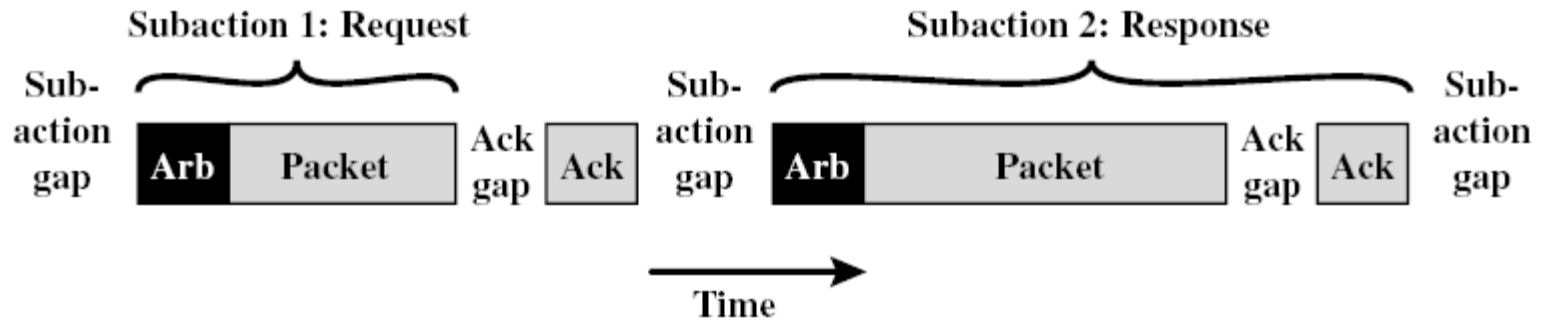 Subaction 1: Request
Subaction 2: Response
Sub-
action
gap
Arb
Packet
Ack
gap
Ack
Sub-
action
gap
Arb
Packet
Ack
gap
Ack
Sub-
action
gap
Time